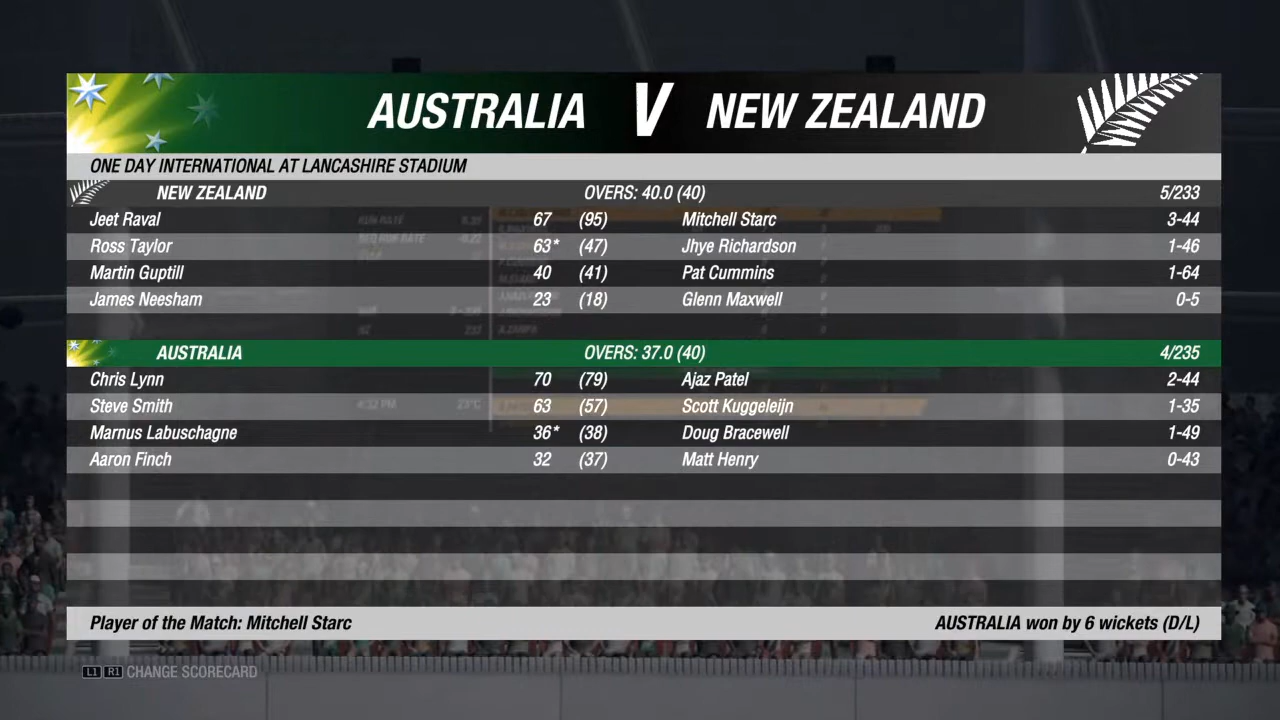 AUSTRALIA V NEW ZEALAND
ONE DAY INTERNATIONAL AT LANCASHIRE STADIUM
NEW ZEALAND OVERS: 40.0 (40) 5/233
Jeet Raval 67 (95) Mitchell Starc 3-44
Ross Taylor 63* (47) Jhye Richardson 1-46
Martin Guptill 40 (41) Pat Cummins 1-64
James Neesham 23 (18) Glenn Maxwell 0-5
AUSTRALIA OVERS: 37.0 (40) 4/235
Chris Lynn 70 (79) Ajaz Patel 2-44
Steve Smith 63 (57) Scott Kuggeleijn 1-35
Marnus Labuschagne 36* (38) Doug Bracewell 1-49
Aaron Finch 32 (37) Matt Henry 0-43
Player of the Match: Mitchell Starc AUSTRALIA won by 6 wickets (D/L)
L1 R1 CHANGE SCORECARD